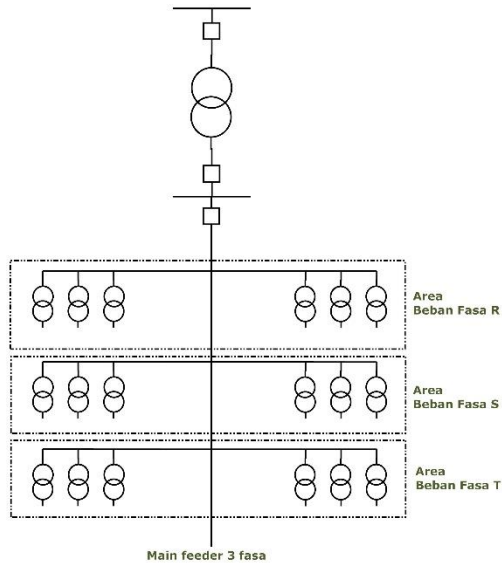 Area
Beban Fasa R
Area
Beban Fasa S
Area
Beban Fasa T
Main feeder 3 fasa